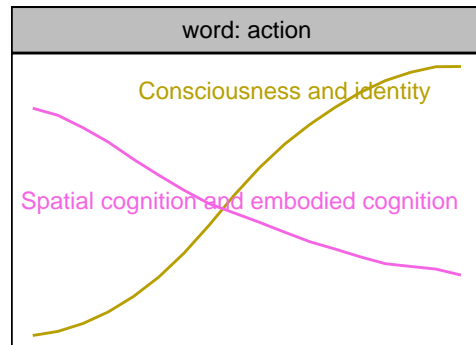 word: action
Consciousness and identity
Spatial cognition and embodied cognition